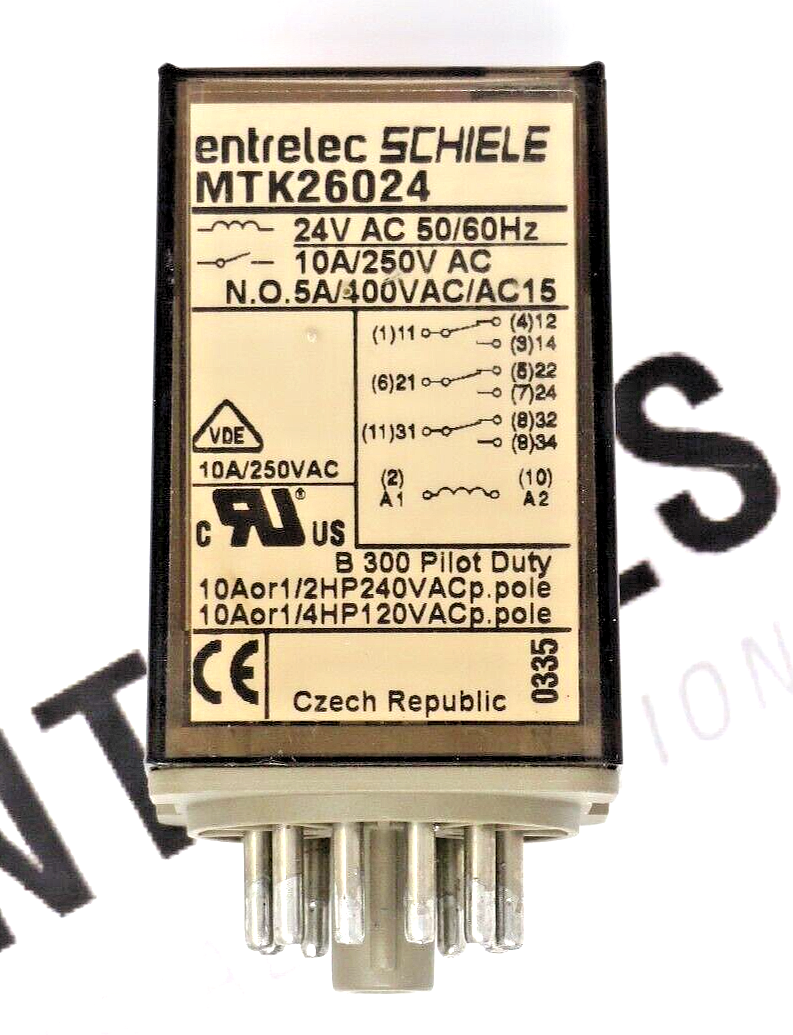 entrelec SCHIELE
MTK26024
24V AC 50/60Hz
10A/250V AC
N.O.5A/400VAC/AC15
(1)11 (4)12
(3)14
(6)21 (5)22
(7)24
(11)31 (8)32
(9)34
(2) (10)
A1 A2
VDE
10A/250VAC
C RU® US
B 300 Pilot Duty
10Aor1/2HP240VACp.pole
10Aor1/4HP120VACp.pole
CE
Czech Republic
0335